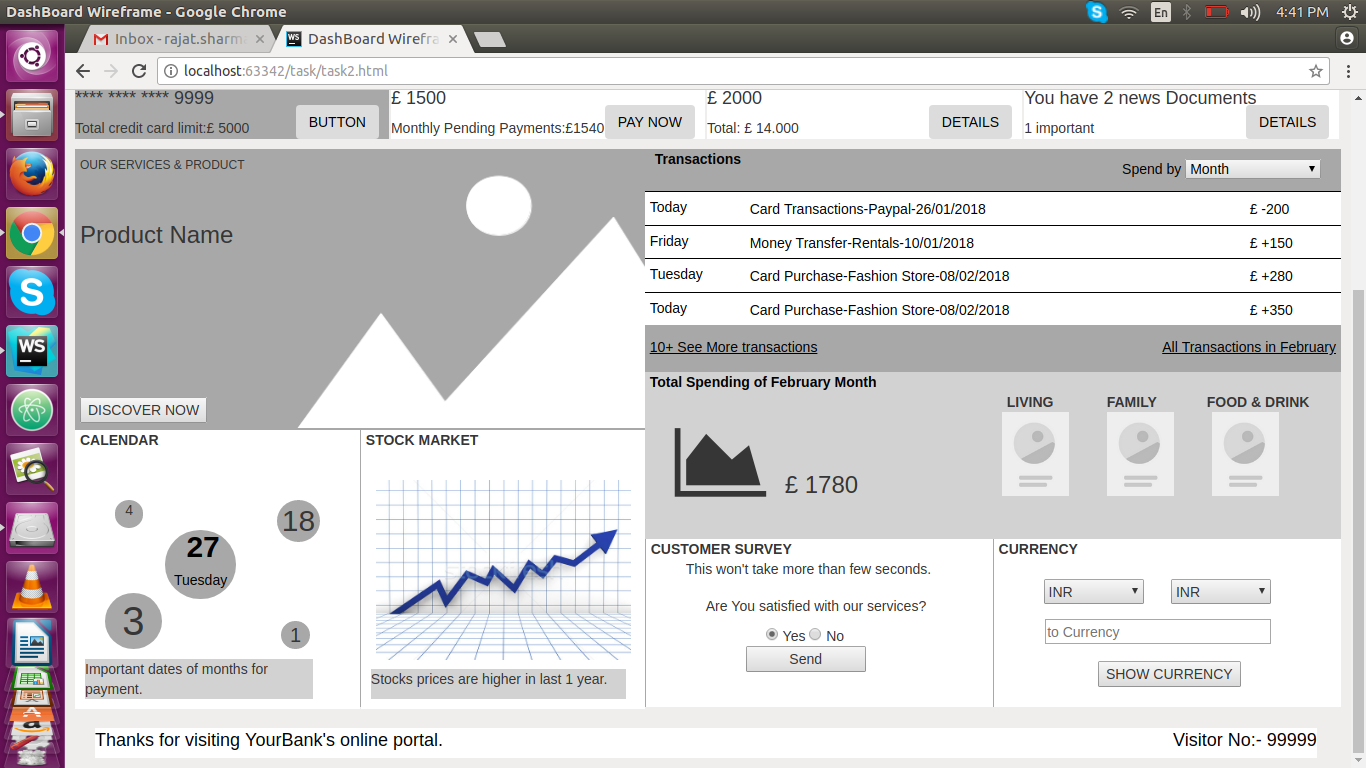 DashBoard Wireframe - Google Chrome
En
4:41 PM
Inbox - rajat.sharm
DashBoard Wirefra
localhost:63342/task/task2.html
**** **** **** 9999
Total credit card limit:£ 5000
BUTTON
£ 1500
Monthly Pending Payments:£1540
PAY NOW
£ 2000
Total: £ 14.000
DETAILS
You have 2 news Documents
1 important
DETAILS
OUR SERVICES & PRODUCT
Product Name
DISCOVER NOW
Transactions
Spend by Month
Today Card Transactions-Paypal-26/01/2018 £ -200
Friday Money Transfer-Rentals-10/01/2018 £ +150
Tuesday Card Purchase-Fashion Store-08/02/2018 £ +280
Today Card Purchase-Fashion Store-08/02/2018 £ +350
10+ See More transactions
All Transactions in February
Total Spending of February Month
£ 1780
LIVING
FAMILY
FOOD & DRINK
CALENDAR
4
18
27
Tuesday
3
1
Important dates of months for
payment.
STOCK MARKET
Stocks prices are higher in last 1 year.
CUSTOMER SURVEY
This won't take more than few seconds.
Are You satisfied with our services?
Yes No
Send
CURRENCY
INR INR
to Currency
SHOW CURRENCY
Thanks for visiting YourBank's online portal.
Visitor No:- 99999
WS